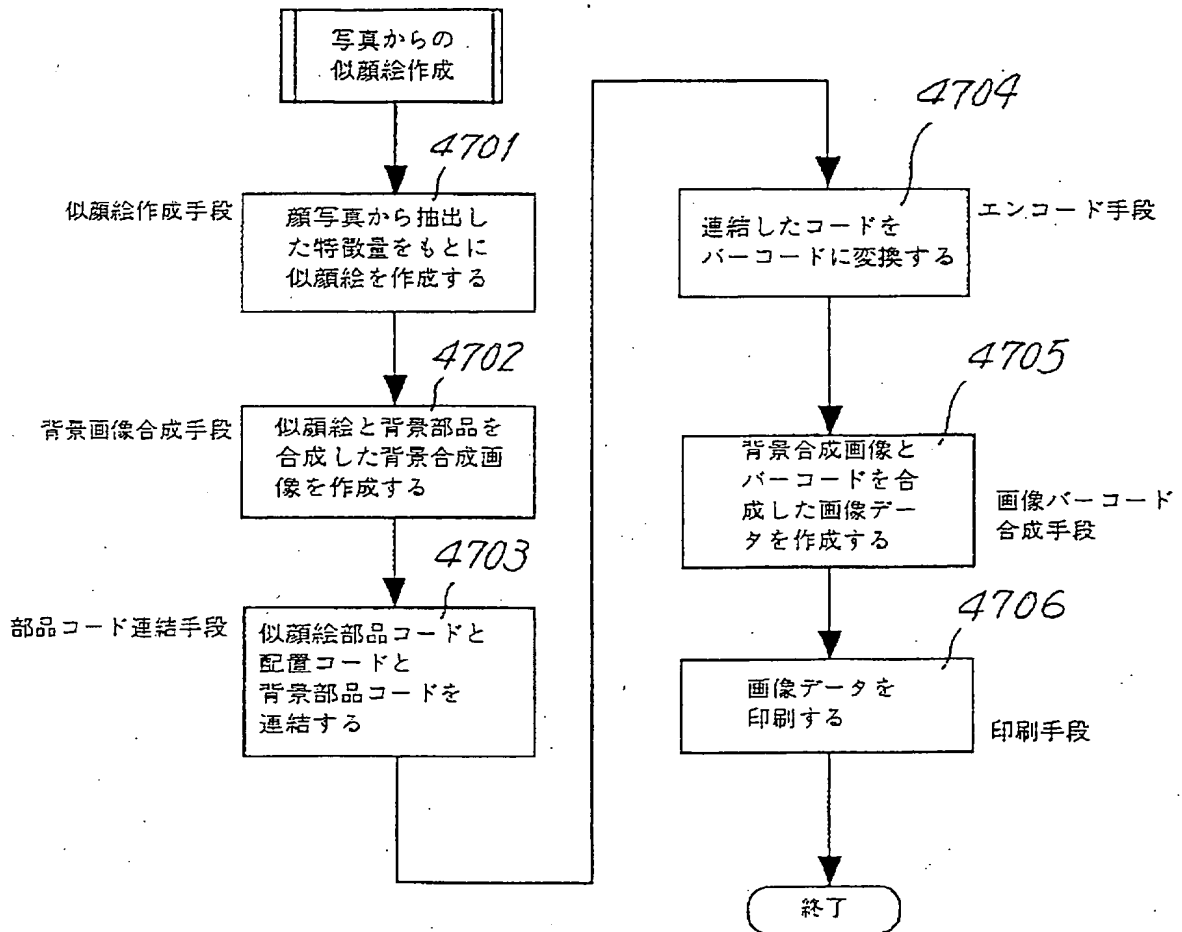 写真からの
似顔絵作成
4701
似顔絵作成手段
顔写真から抽出し
た特徴量をもとに
似顔絵を作成する
4702
背景画像合成手段
似顔絵と背景部品を
合成した背景合成画
像を作成する
4703
部品コード連結手段
似顔絵部品コードと
配置コードと
背景部品コードを
連結する
4704
エンコード手段
連結したコードを
バーコードに変換する
4705
背景合成画像と
バーコードを合
成した画像デー
タを作成する
画像バーコード
合成手段
4706
画像データを
印刷する
印刷手段
終了